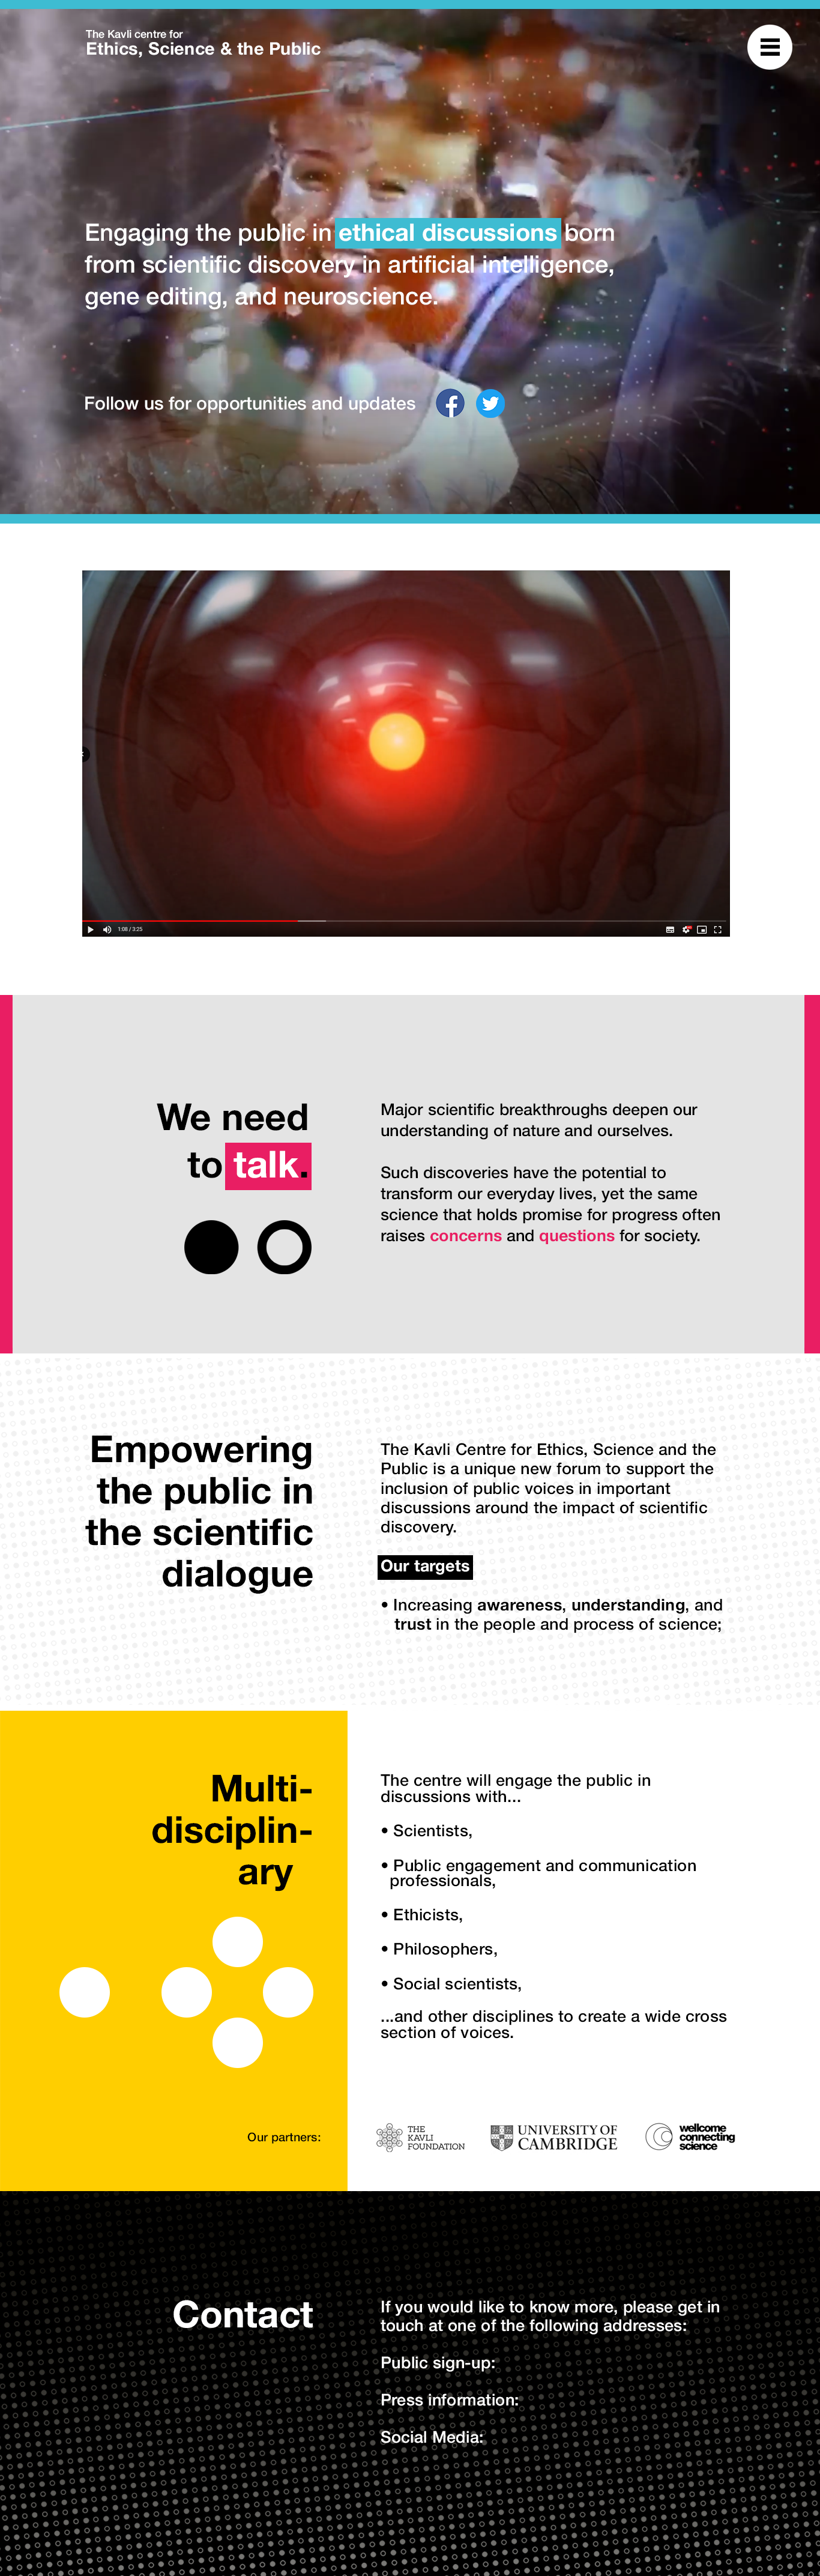 The Kavli centre for
Ethics, Science & the Public
Engaging the public in ethical discussions born
from scientific discovery in artificial intelligence,
gene editing, and neuroscience.
Follow us for opportunities and updates
1:08 / 3:25
We need
to talk.
Major scientific breakthroughs deepen our
understanding of nature and ourselves.
Such discoveries have the potential to
transform our everyday lives, yet the same
science that holds promise for progress often
raises concerns and questions for society.
Empowering
the public in
the scientific
dialogue
The Kavli Centre for Ethics, Science and the
Public is a unique new forum to support the
inclusion of public voices in important
discussions around the impact of scientific
discovery.
Our targets
• Increasing awareness, understanding, and
trust in the people and process of science;
Multi-
disciplin-
ary
The centre will engage the public in
discussions with...
• Scientists,
• Public engagement and communication
professionals,
• Ethicists,
• Philosophers,
• Social scientists,
...and other disciplines to create a wide cross
section of voices.
Our partners:
THE
KAVLI
FOUNDATION
UNIVERSITY OF
CAMBRIDGE
wellcome
connecting
science
Contact
If you would like to know more, please get in
touch at one of the following addresses:
Public sign-up:
Press information:
Social Media: